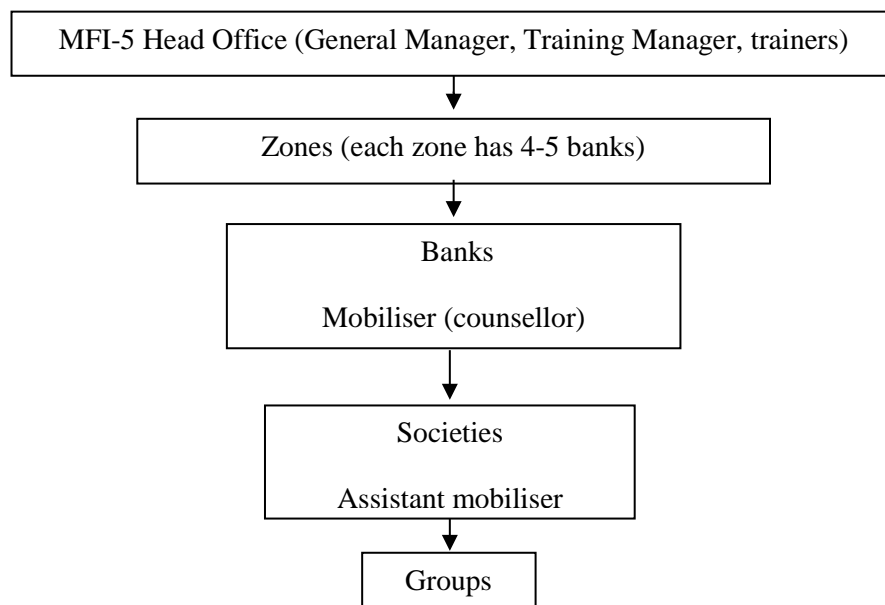 MFI-5 Head Office (General Manager, Training Manager, trainers)
Zones (each zone has 4-5 banks)
Banks
Mobiliser (counsellor)
Societies
Assistant mobiliser
Groups